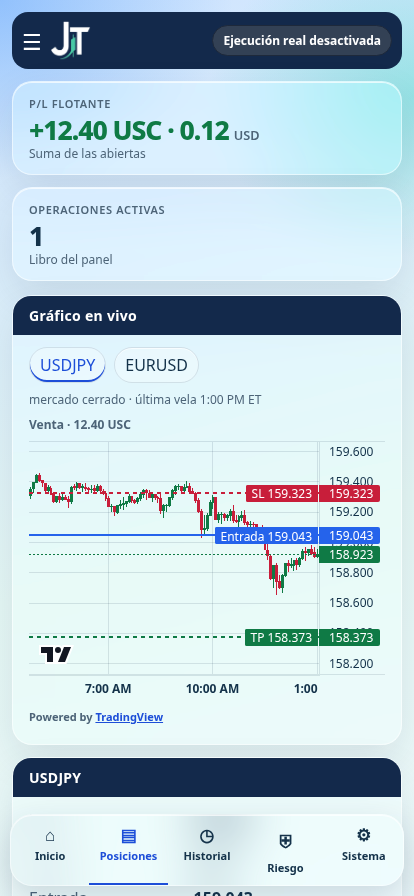 JT
Ejecución real desactivada
P/L FLOTANTE
+12.40 USC · 0.12 USD
Suma de las abiertas
OPERACIONES ACTIVAS
1
Libro del panel
Gráfico en vivo
USDJPY EURUSD
mercado cerrado · última vela 1:00 PM ET
Venta · 12.40 USC
159.600
159.400
SL 159.323 159.323
159.200
Entrada 159.043 159.043
158.923
158.800
158.600
TP 158.373 158.373
158.200
7:00 AM 10:00 AM 1:00
Powered by TradingView
USDJPY
Inicio Posiciones Historial Riesgo Sistema